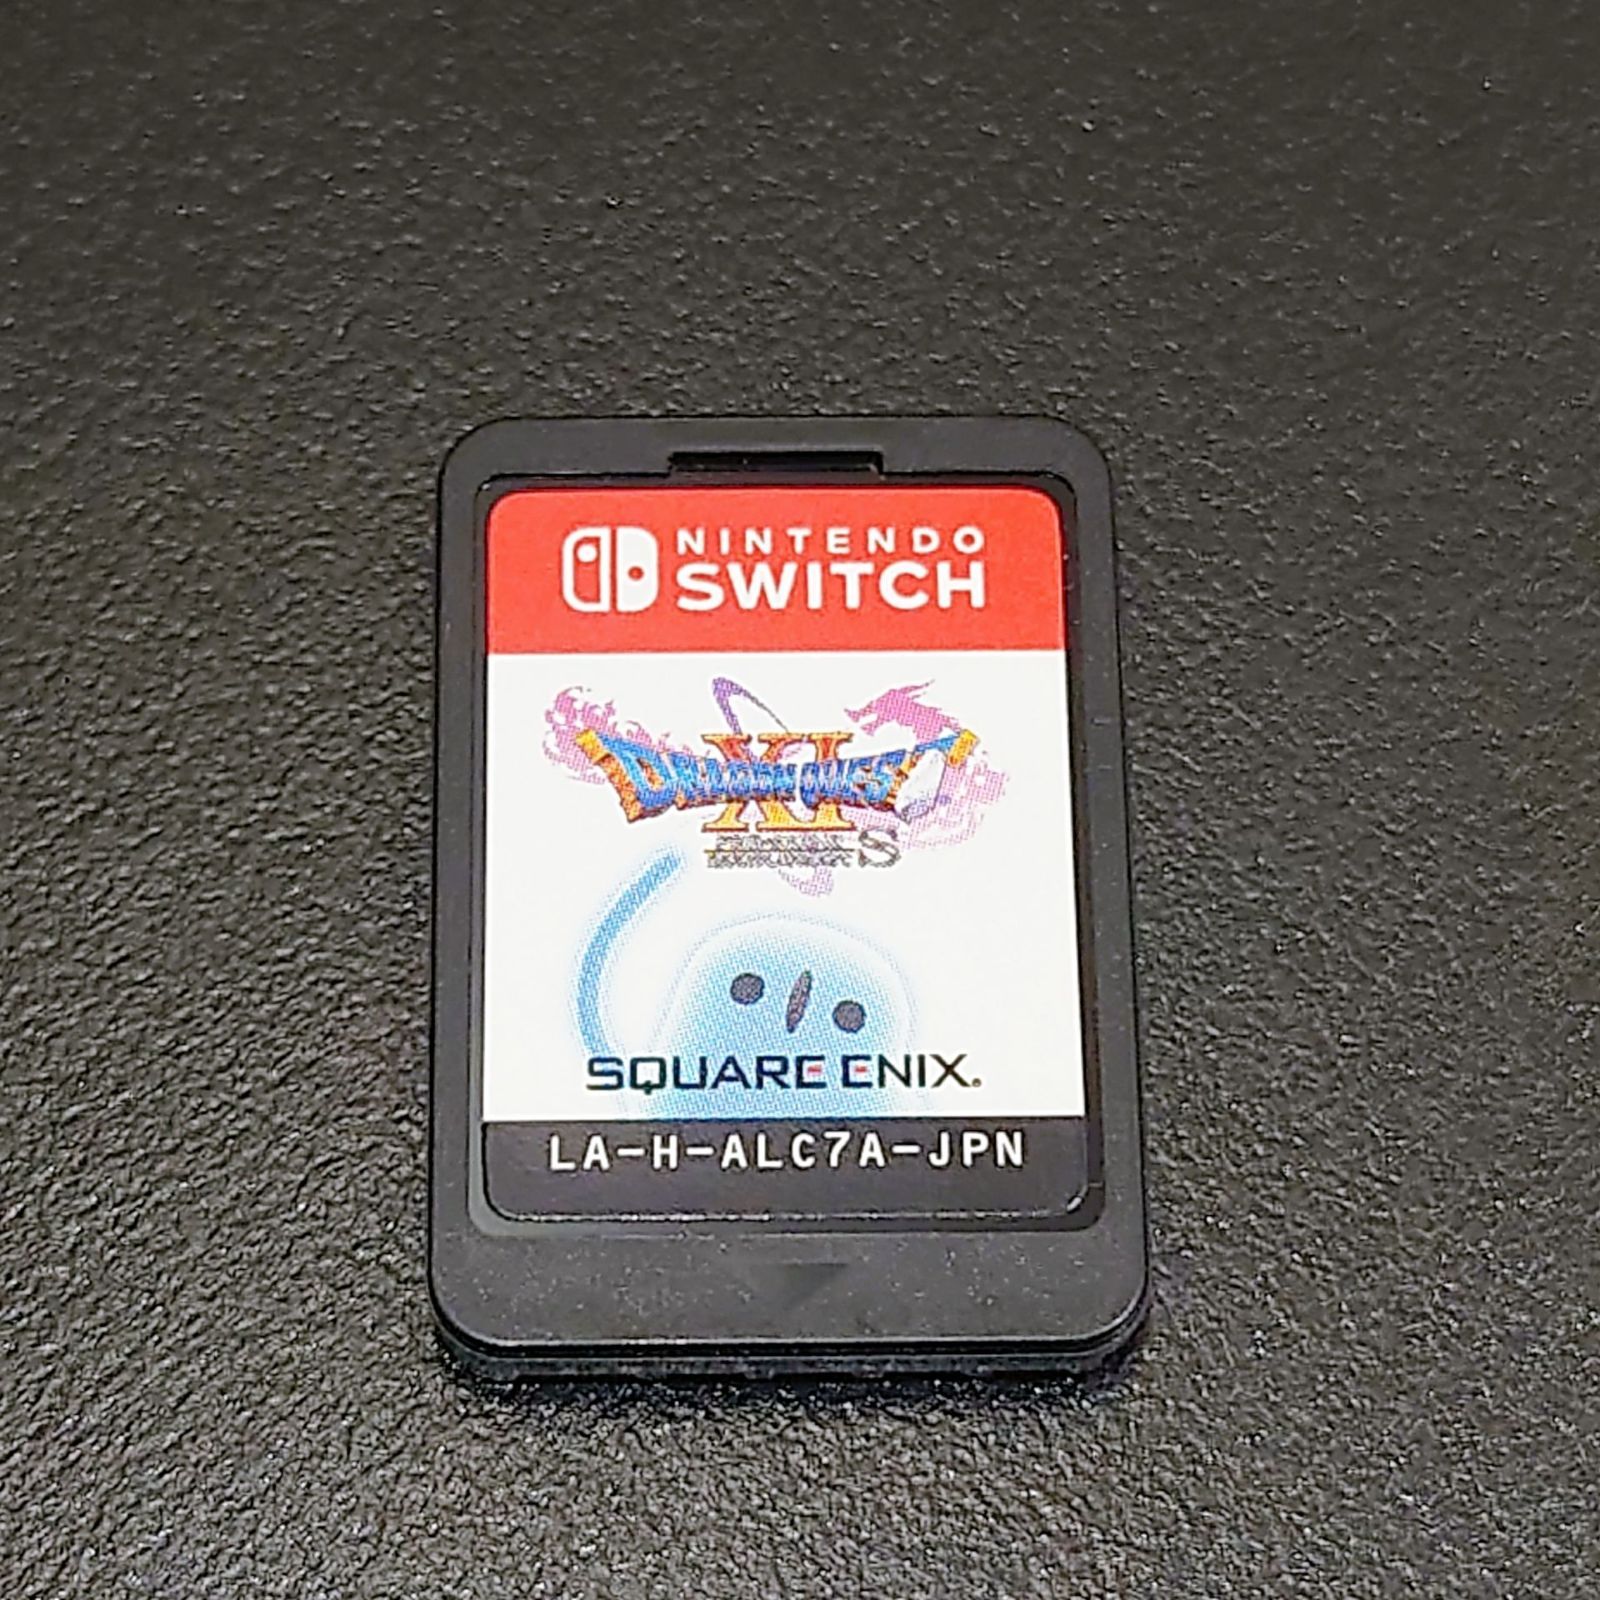 NINTENDO
SWITCH
XI
DRAGON QUEST
S
SQUARE ENIX.
LA-H-ALC7A-JPN